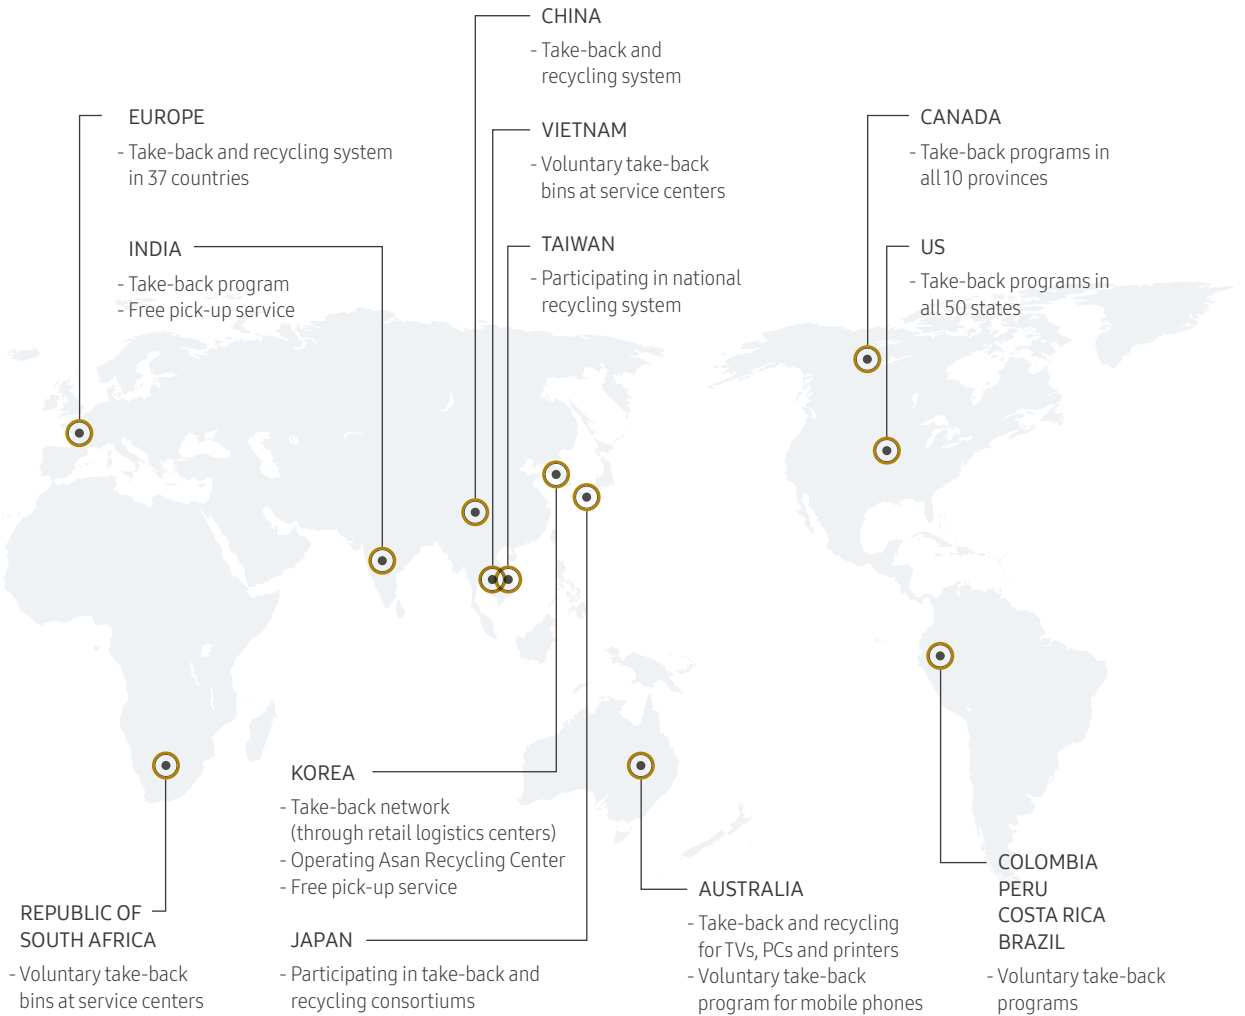 CHINA
- Take-back and
recycling system
EUROPE
- Take-back and recycling system
in 37 countries
VIETNAM
- Voluntary take-back
bins at service centers
CANADA
- Take-back programs in
all 10 provinces
INDIA
- Take-back program
- Free pick-up service
TAIWAN
- Participating in national
recycling system
US
- Take-back programs in
all 50 states
KOREA
- Take-back network
(through retail logistics centers)
- Operating Asan Recycling Center
- Free pick-up service
COLOMBIA
PERU
COSTA RICA
BRAZIL
- Voluntary take-back
programs
AUSTRALIA
- Take-back and recycling
for TVs, PCs and printers
- Voluntary take-back
program for mobile phones
REPUBLIC OF
SOUTH AFRICA
- Voluntary take-back
bins at service centers
JAPAN
- Participating in take-back and
recycling consortiums